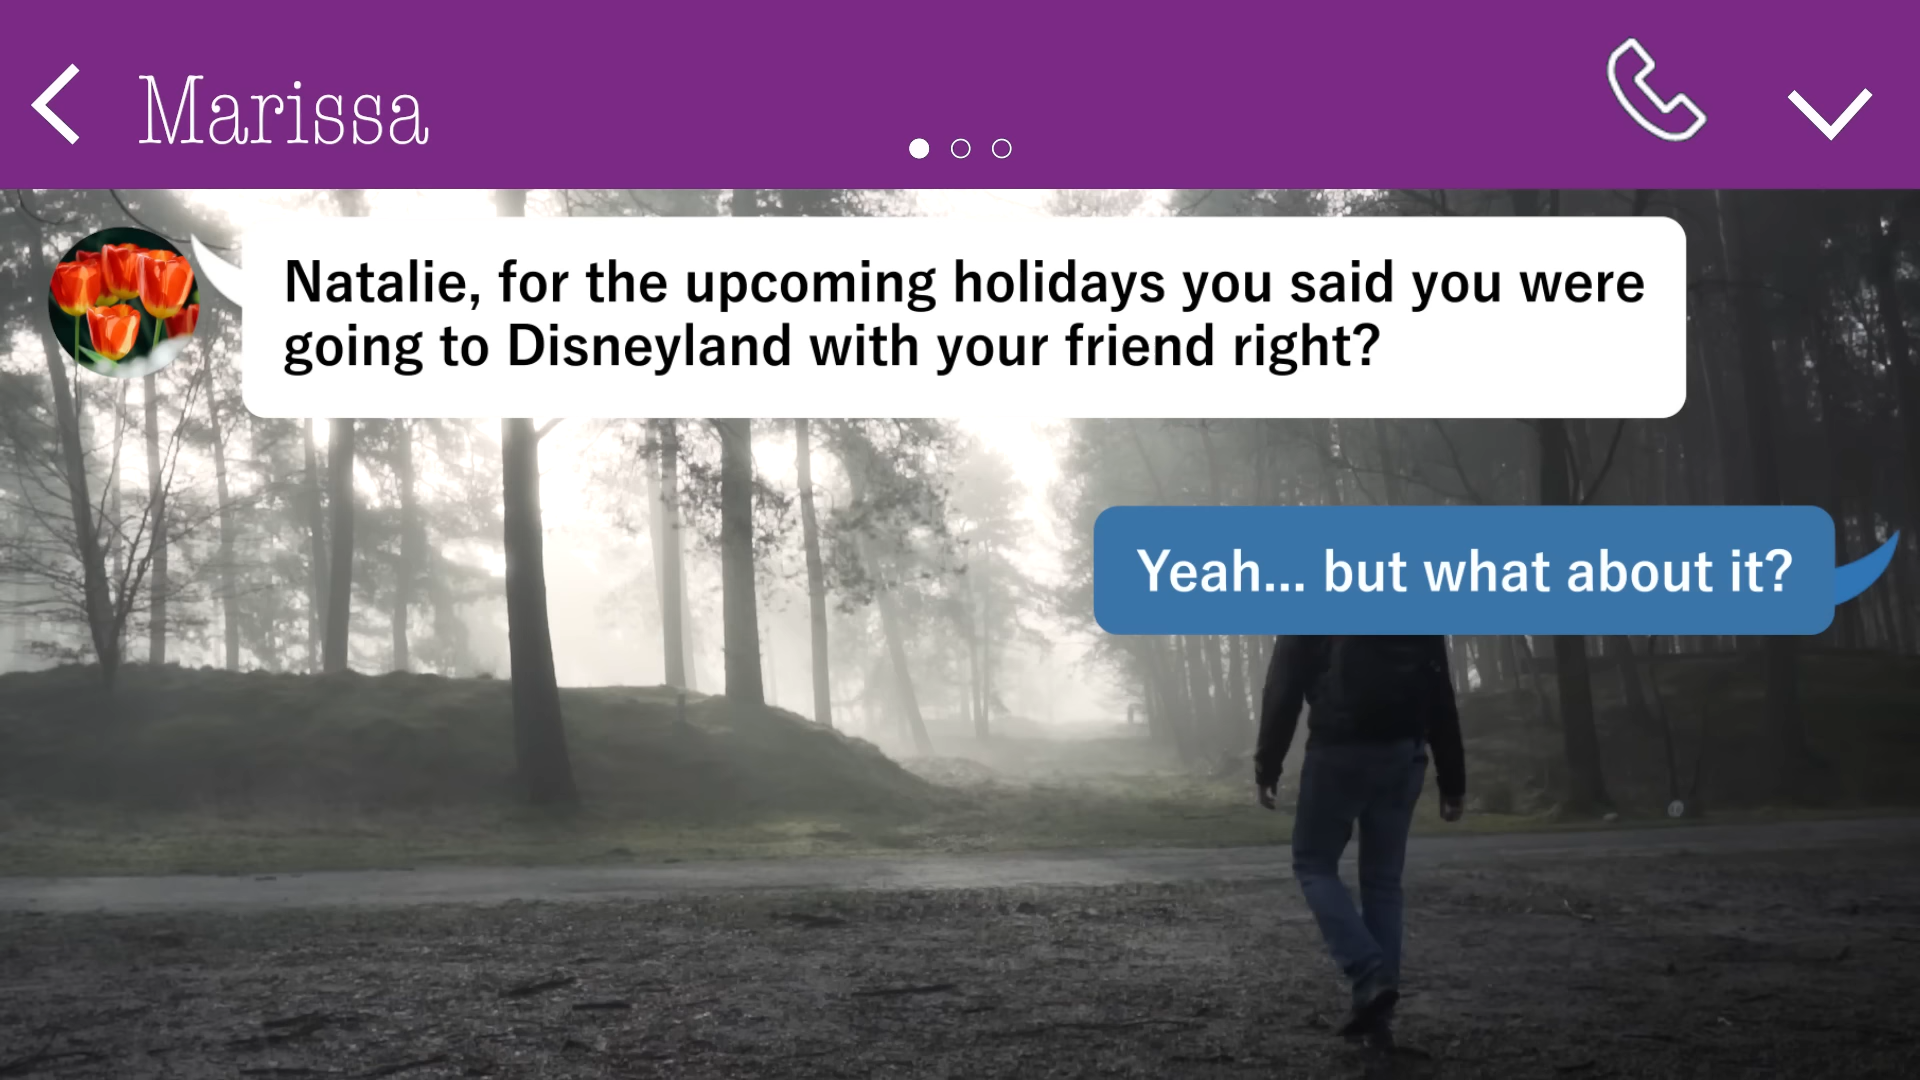 Marissa
Natalie, for the upcoming holidays you said you were
going to Disneyland with your friend right?
Yeah... but what about it?